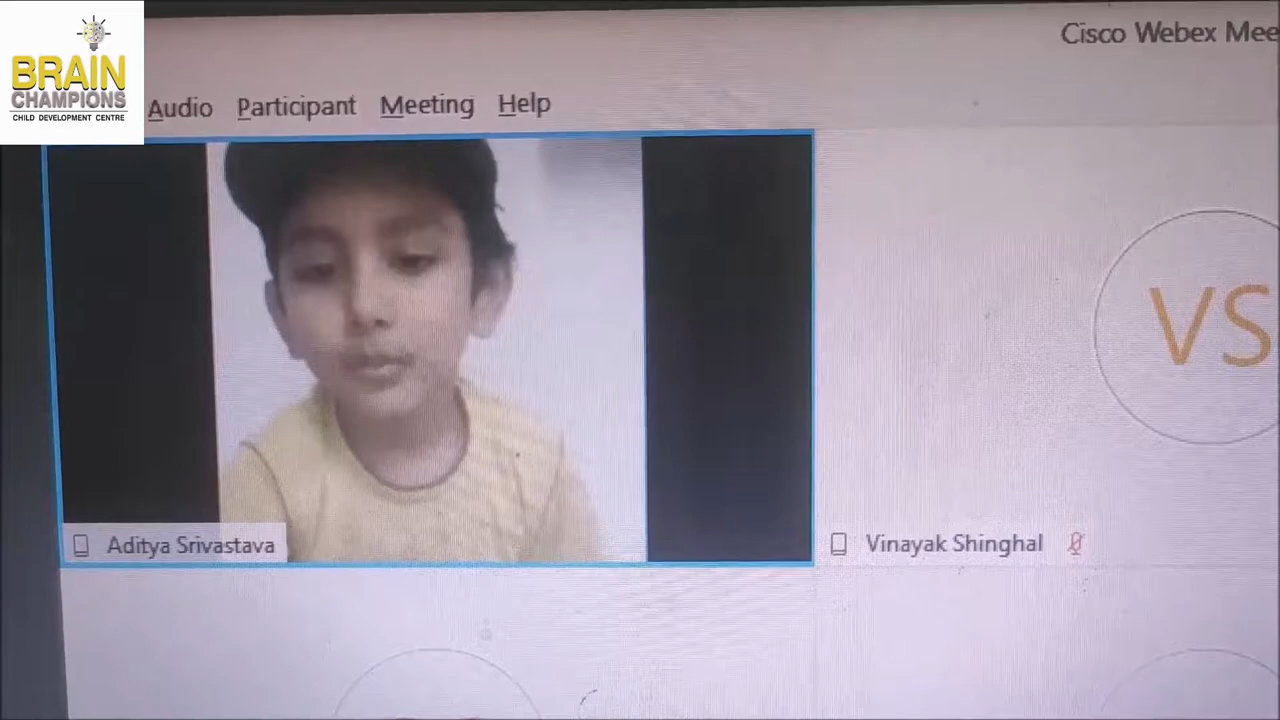 BRAIN
CHAMPIONS
CHILD DEVELOPMENT CENTRE
Cisco Webex Mee
Audio Participant Meeting Help
VS
Aditya Srivastava
Vinayak Shinghal